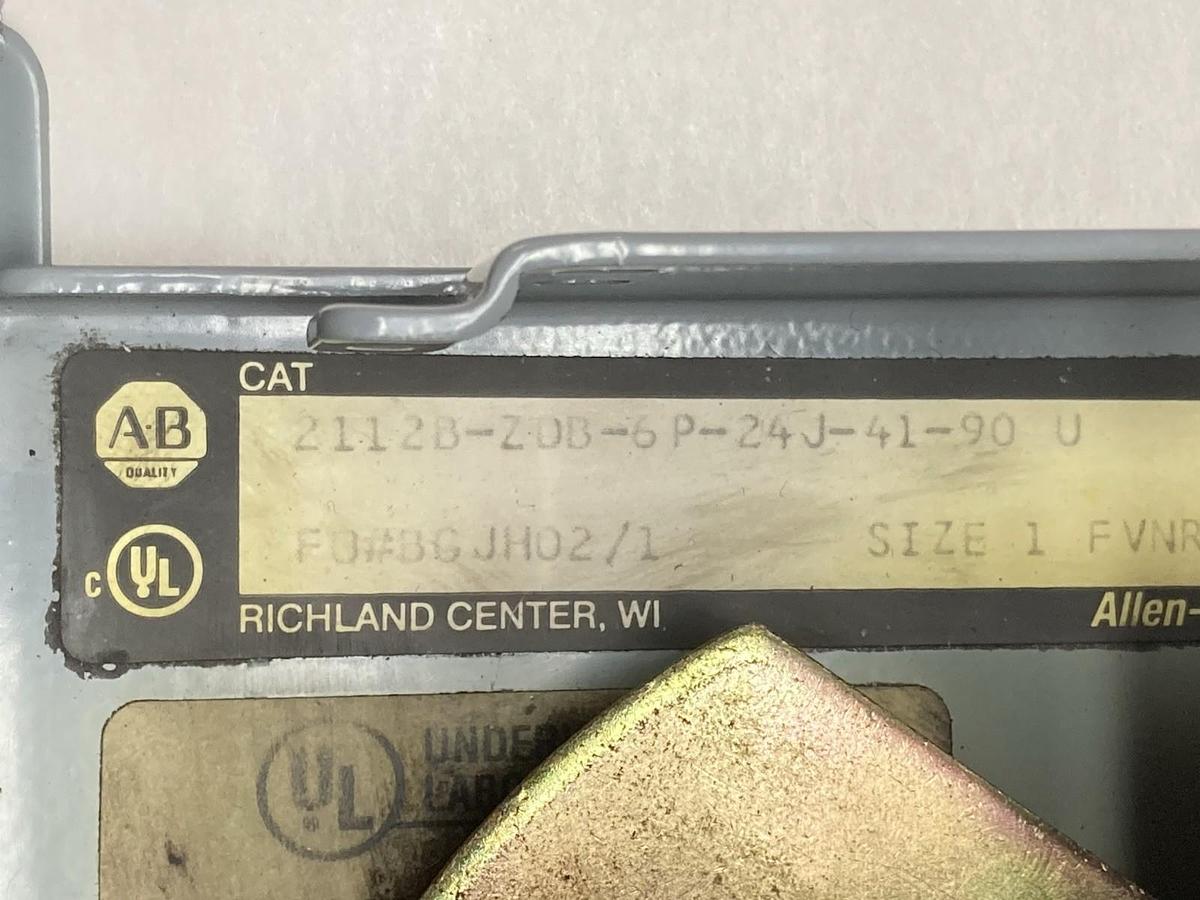 CAT
A-B
QUALITY
2112B-ZDB-6P-24J-41-90 U
FO#BGJH02/1 SIZE 1 FVNR
C UL
RICHLAND CENTER, WI Allen-
UL